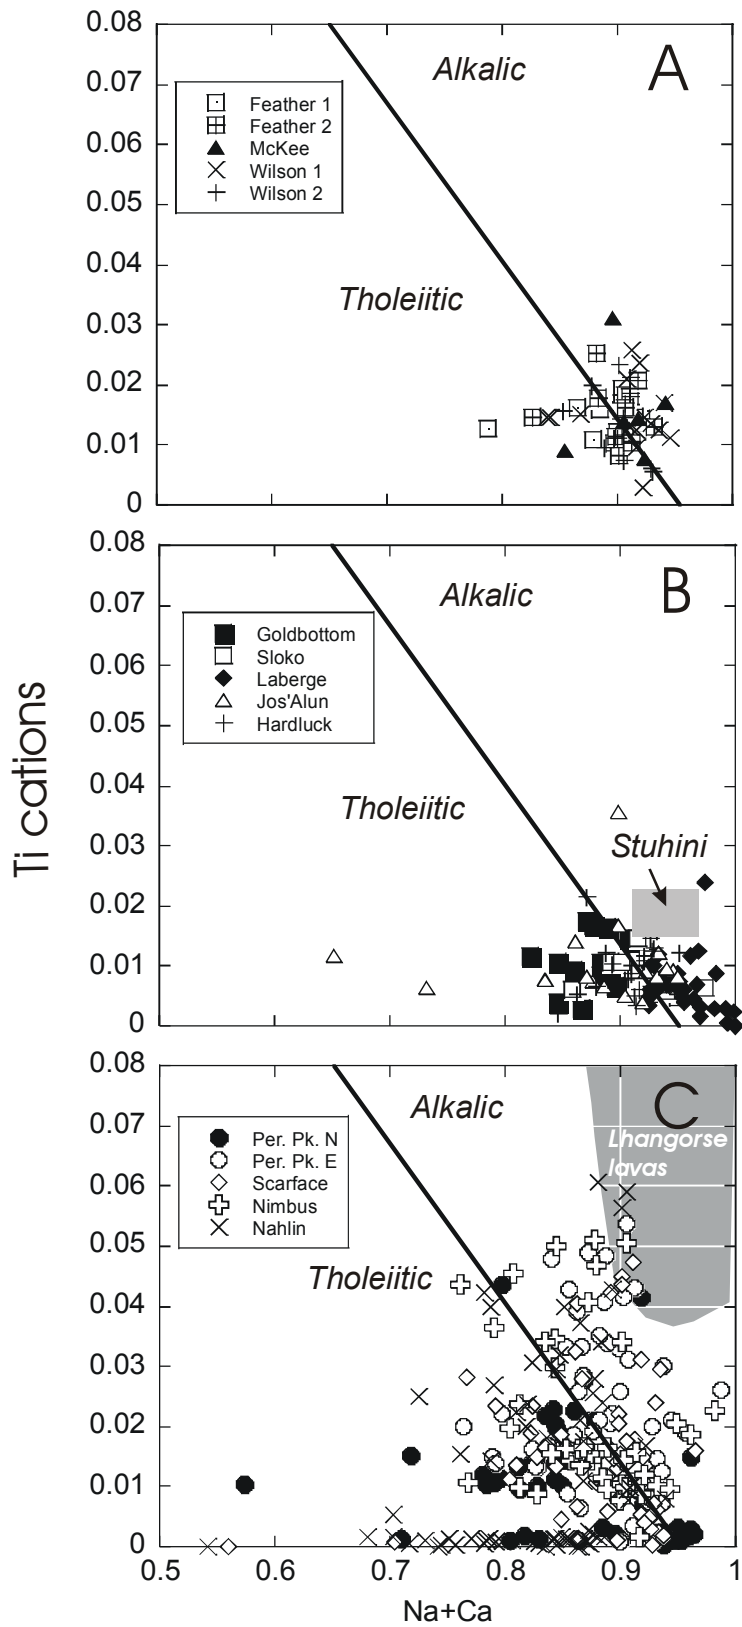 0.08
Alkalic
A
0.07
Feather 1
Feather 2
McKee
Wilson 1
Wilson 2
0.06
0.05
0.04
Tholeiitic
0.03
0.02
0.01
0
0.08
Alkalic
B
0.07
Goldbottom
Sloko
Laberge
Jos'Alun
Hardluck
0.06
0.05
0.04
Tholeiitic
0.03
Stuhini
0.02
0.01
0
Ti cations
0.08
Alkalic
C
0.07
Per. Pk. N
Per. Pk. E
Scarface
Nimbus
Nahlin
Lhangorse
lavas
0.06
0.05
Tholeiitic
0.04
0.03
0.02
0.01
0
0.5 0.6 0.7 0.8 0.9 1
Na+Ca